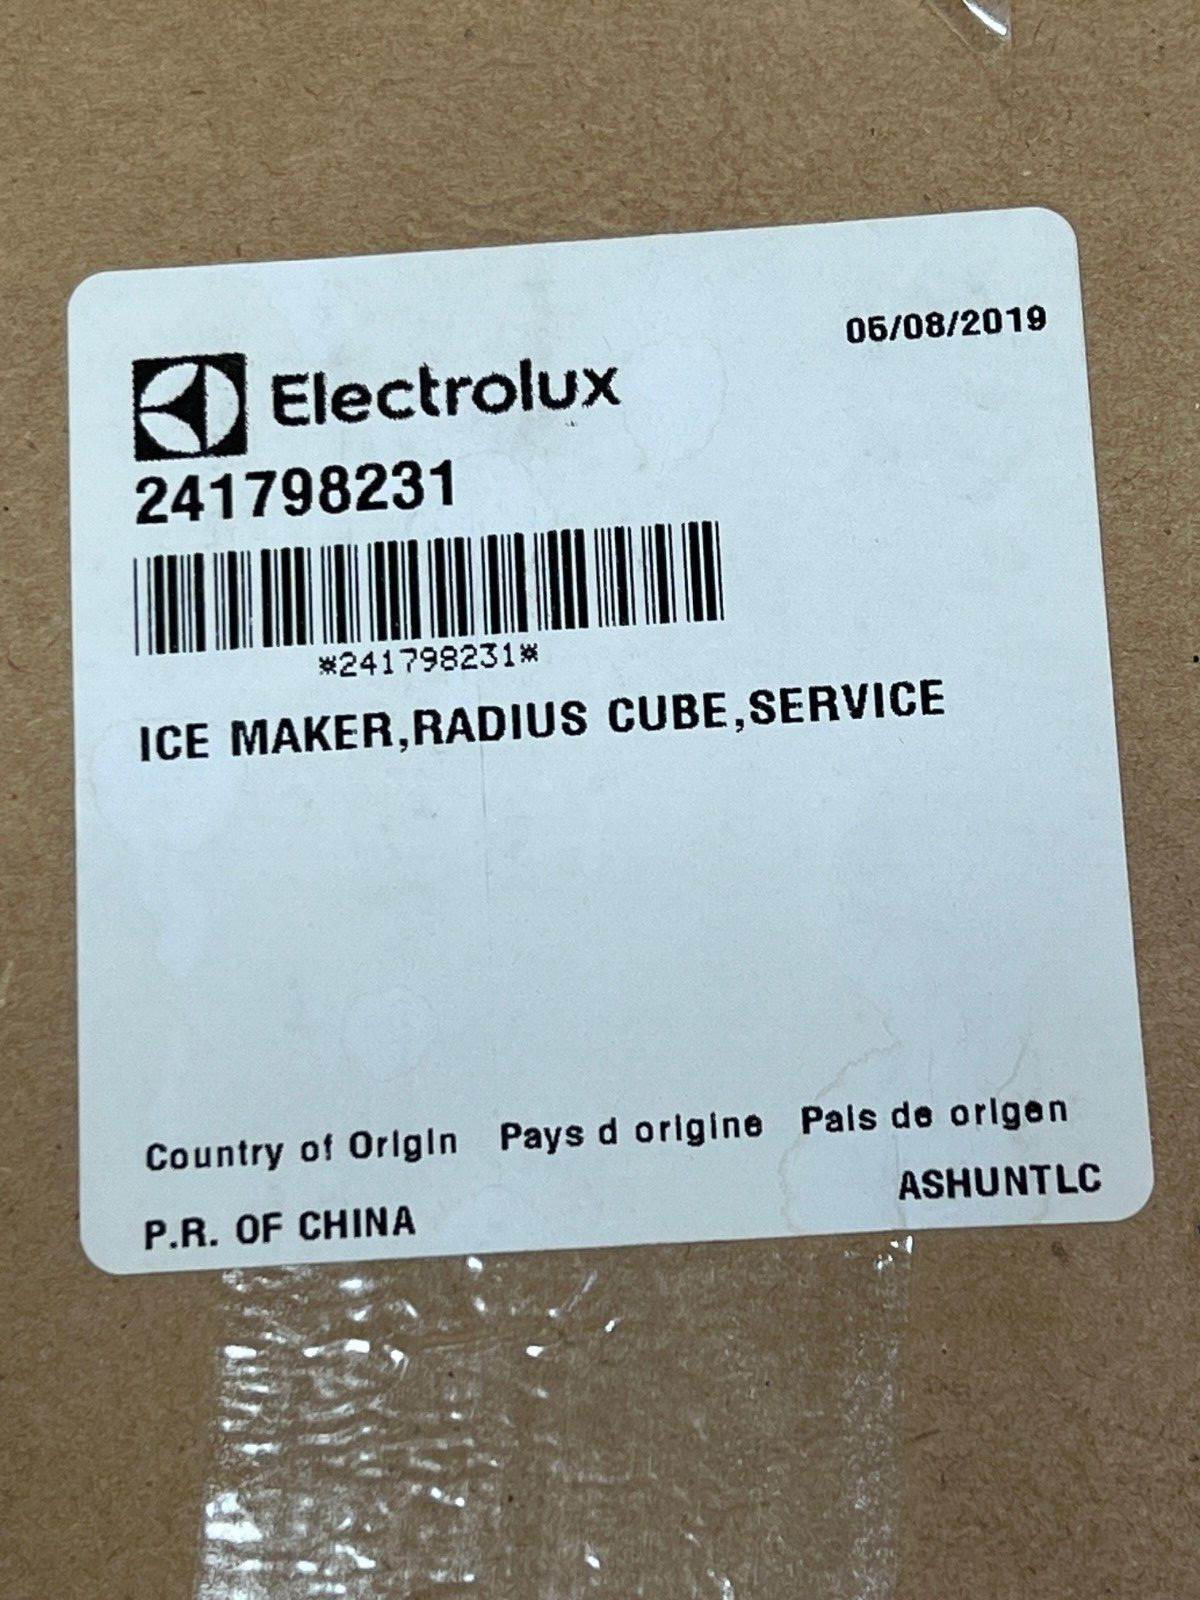 05/08/2019
Electrolux
241798231
*241798231*
ICE MAKER,RADIUS CUBE,SERVICE
Country of Origin Pays d origine Pais de origen
ASHUNTLC
P.R. OF CHINA